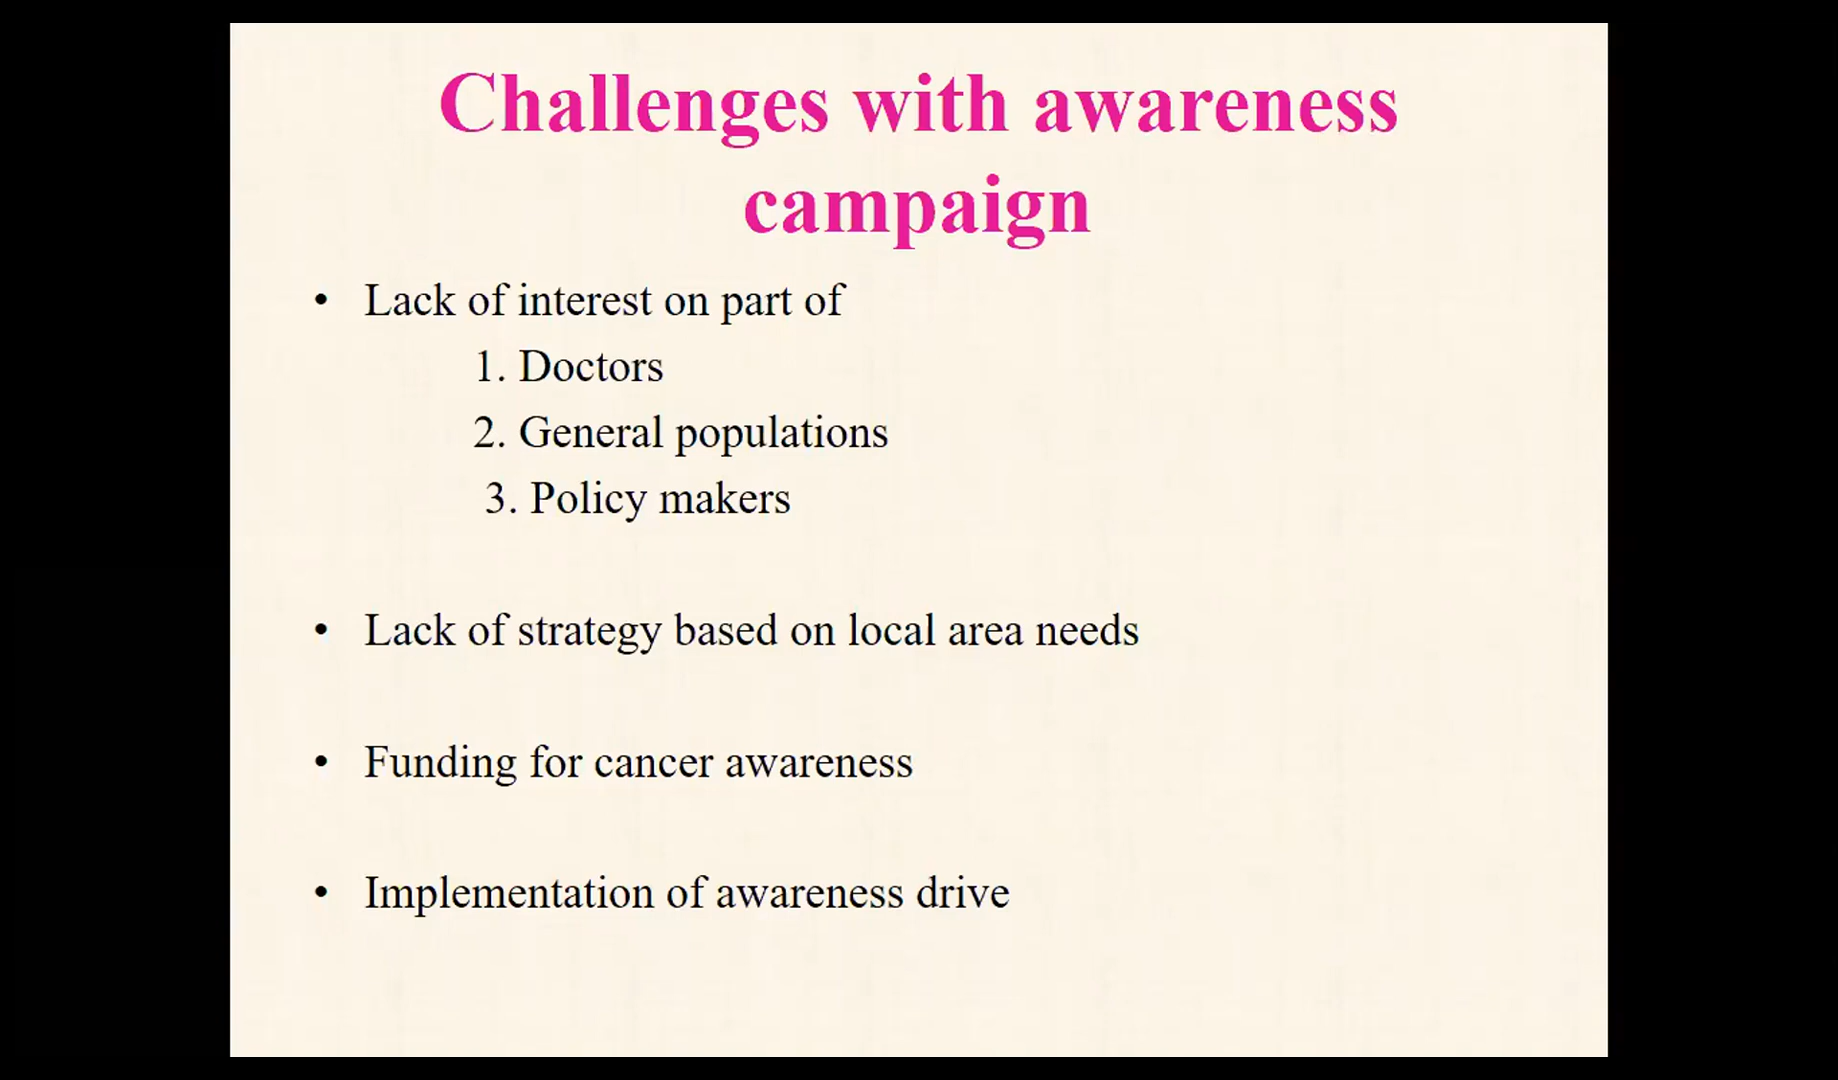 Challenges with awareness
campaign
• Lack of interest on part of
1. Doctors
2. General populations
3. Policy makers
• Lack of strategy based on local area needs
• Funding for cancer awareness
• Implementation of awareness drive